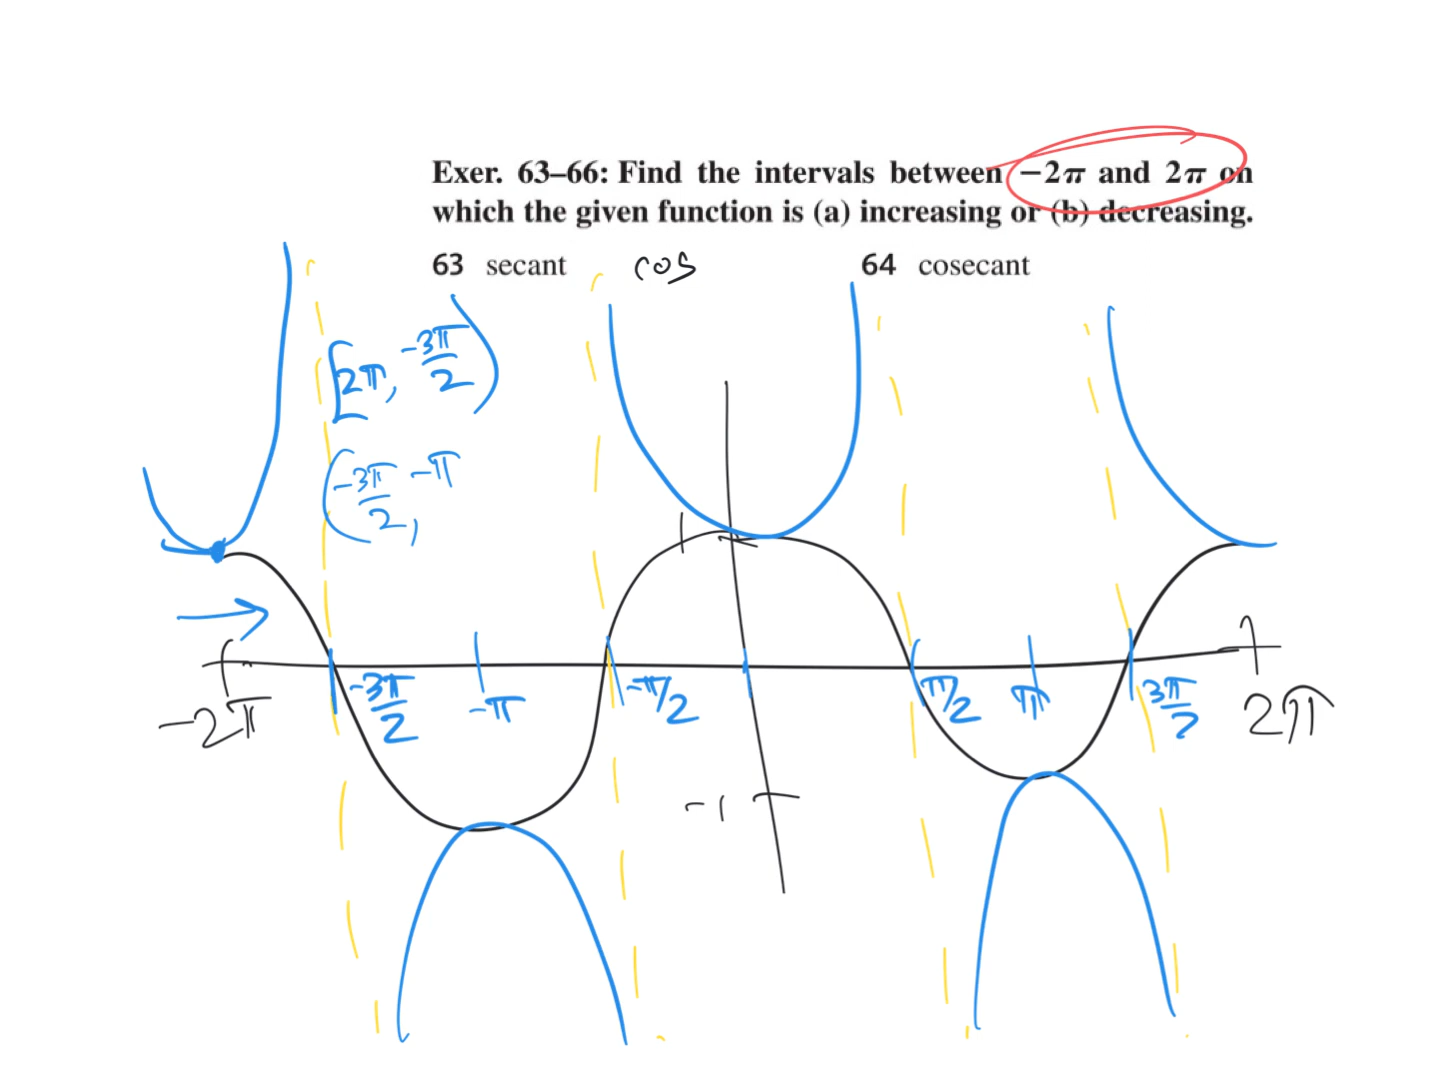 Exer. 63–66: Find the intervals between −2π and 2π on
which the given function is (a) increasing or (b) decreasing.
63 secant cos 64 cosecant
[2π, -3π/2)
(-3π/2, -π
-2π -3π/2 -π -π/2 π/2 π 3π/2 2π
-1